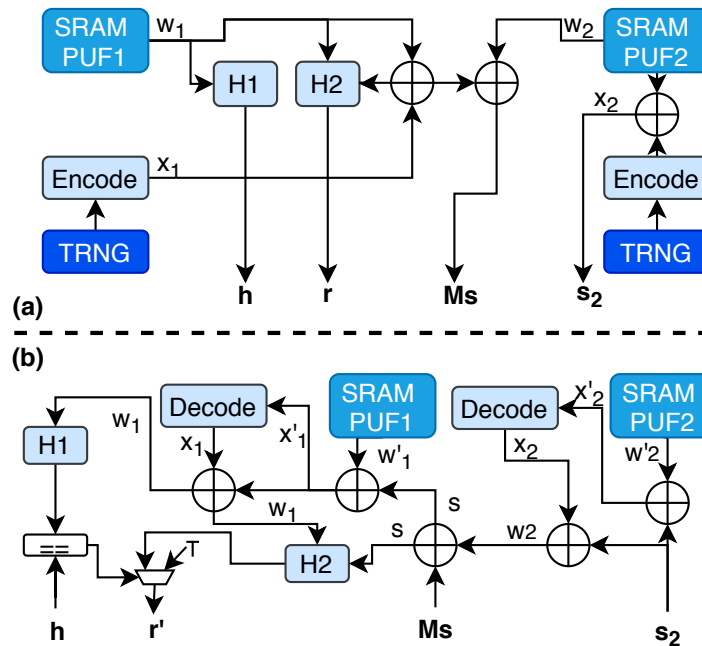 SRAM
PUF1
w1
w2
SRAM
PUF2
H1
H2
x2
x1
Encode
Encode
TRNG
TRNG
h
r
Ms
s2
(a)
(b)
SRAM
PUF1
SRAM
PUF2
Decode
Decode
x'2
w1
H1
x1
x'1
w'1
x2
w'2
s
w1
s
w2
==
T
H2
h
r'
Ms
s2